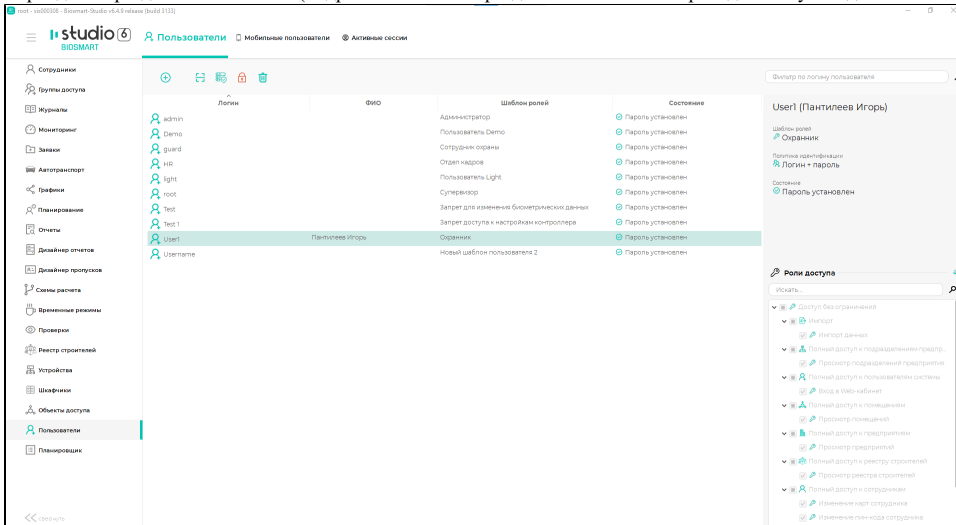 root - sw000308 - Biosmart-Studio v6.4.9 release (build 3133)
studio 6
BIOSMART
Пользователи
Мобильные пользователи
Активные сессии
Сотрудники
Группы доступа
Журналы
Мониторинг
Заявки
Автотранспорт
Графики
Планирование
Отчеты
Дизайнер отчетов
Дизайнер пропусков
Схемы расчета
Временные режимы
Проверки
Реестр строителей
Устройства
Шкафчики
Объекты доступа
Пользователи
Планировщик
свернуть
Фильтр по логину пользователя
Логин ФИО Шаблон ролей Состояние
admin Администратор Пароль установлен
Demo Пользователь Demo Пароль установлен
guard Сотрудник охраны Пароль установлен
HR Отдел кадров Пароль установлен
light Пользователь Light Пароль установлен
root Супервизор Пароль установлен
Test Запрет для изменения биометрических данных Пароль установлен
Test 1 Запрет доступа к настройкам контроллера Пароль установлен
User1 Пантилеев Игорь Охранник Пароль установлен
Username Новый шаблон пользователя 2 Пароль установлен
User1 (Пантилеев Игорь)
Шаблон ролей
Охранник
Политика идентификации
Логин + пароль
Состояние
Пароль установлен
Роли доступа
Искать...
Доступ без ограничений
Импорт
Импорт данных
Полный доступ к подразделениям предпр...
Просмотр подразделения предприятия
Полный доступ к пользователям системы
Вход в Web-кабинет
Полный доступ к помещениям
Просмотр помещений
Полный доступ к предприятиям
Просмотр предприятий
Полный доступ к реестру строителей
Просмотр реестра строителей
Полный доступ к сотрудникам
Изменение карт сотрудника
Изменение пин-кода сотрудника